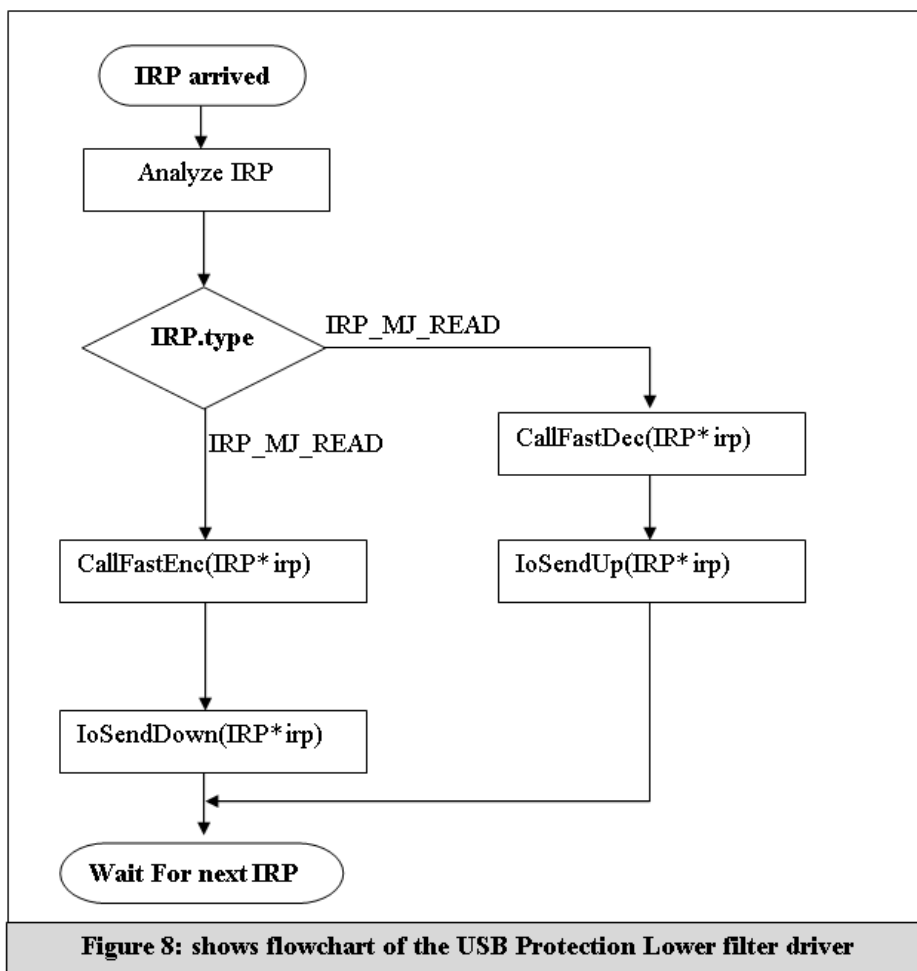 IRP arrived
Analyze IRP
IRP.type
IRP_MJ_READ
IRP_MJ_READ
CallFastDec(IRP* irp)
CallFastEnc(IRP* irp)
IoSendUp(IRP* irp)
IoSendDown(IRP* irp)
Wait For next IRP
Figure 8: shows flowchart of the USB Protection Lower filter driver